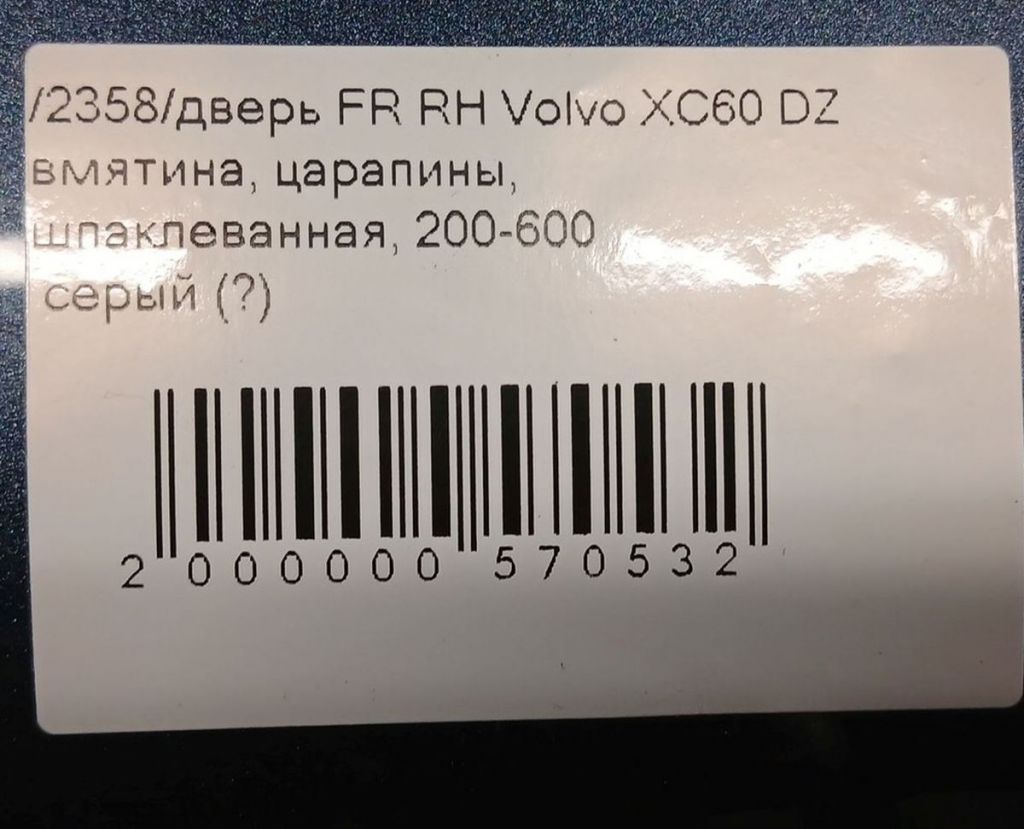 /2358/дверь FR RH Volvo XC60 DZ
вмятина, царапины,
шпаклеванная, 200-600
серый (?)
2 000000 570532